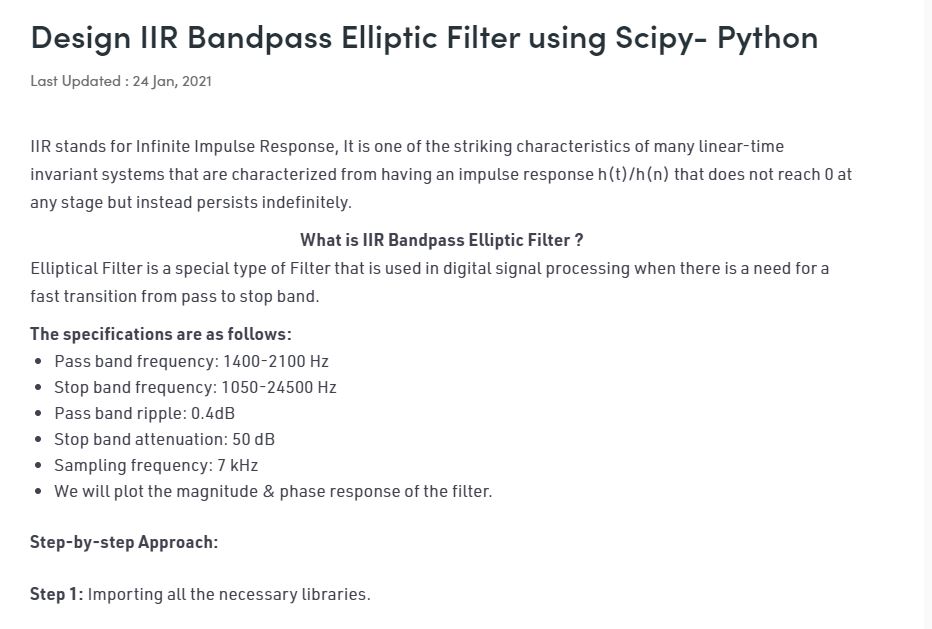 Design IIR Bandpass Elliptic Filter using Scipy- Python
Last Updated : 24 Jan, 2021
IIR stands for Infinite Impulse Response, It is one of the striking characteristics of many linear-time
invariant systems that are characterized from having an impulse response h(t)/h(n) that does not reach 0 at
any stage but instead persists indefinitely.
What is IIR Bandpass Elliptic Filter ?
Elliptical Filter is a special type of Filter that is used in digital signal processing when there is a need for a
fast transition from pass to stop band.
The specifications are as follows:
• Pass band frequency: 1400-2100 Hz
• Stop band frequency: 1050-24500 Hz
• Pass band ripple: 0.4dB
• Stop band attenuation: 50 dB
• Sampling frequency: 7 kHz
• We will plot the magnitude & phase response of the filter.
Step-by-step Approach:
Step 1: Importing all the necessary libraries.